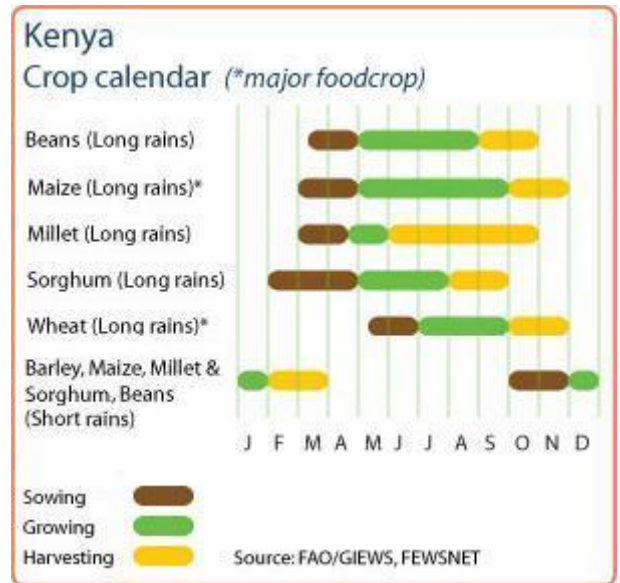 Kenya
Crop calendar (*major foodcrop)
Beans (Long rains)
Maize (Long rains)*
Millet (Long rains)
Sorghum (Long rains)
Wheat (Long rains)*
Barley, Maize, Millet &
Sorghum, Beans
(Short rains)
J F M A M J J A S O N D
Sowing
Growing
Harvesting
Source: FAO/GIEWS, FEWSNET